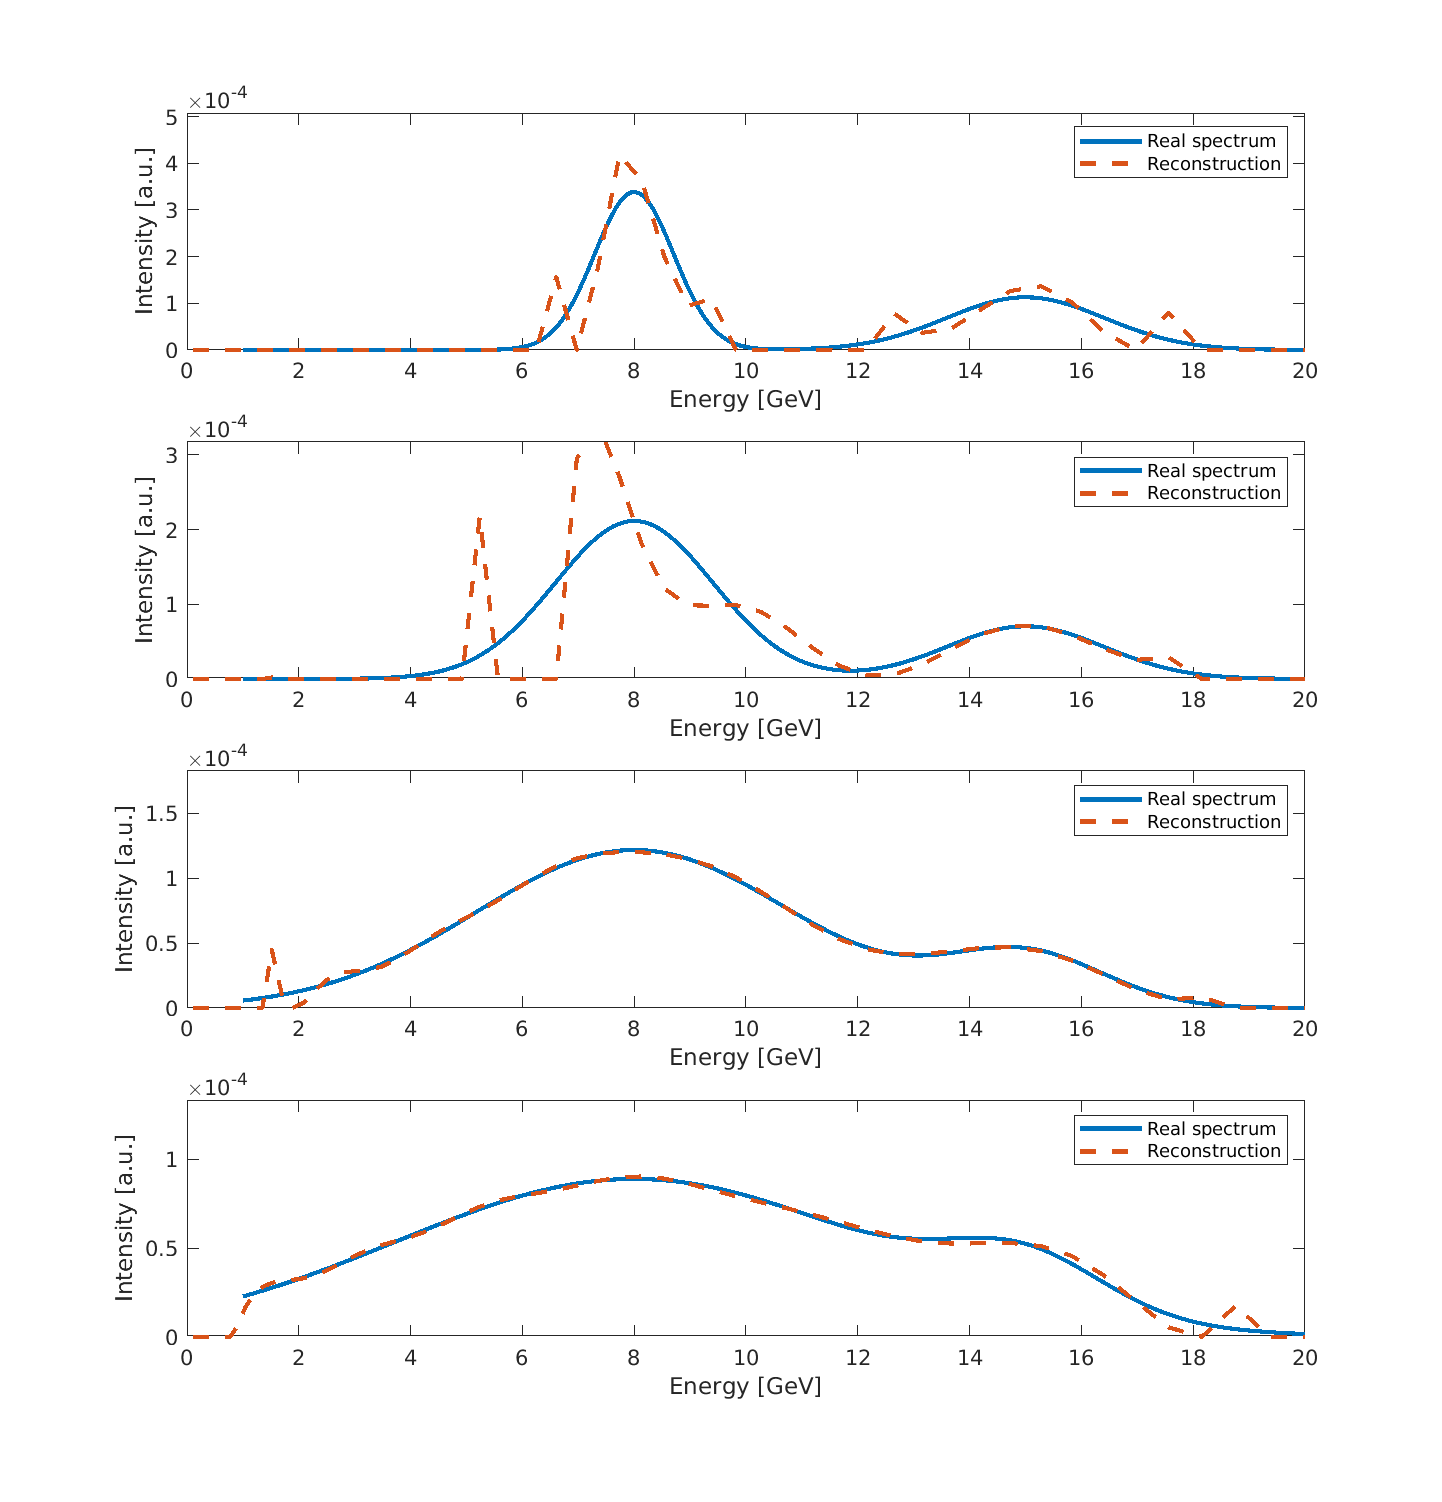 ×10-4
Intensity [a.u.]
5
4
3
2
1
0
Real spectrum
Reconstruction
0 2 4 6 8 10 12 14 16 18 20
Energy [GeV]
×10-4
Intensity [a.u.]
3
2
1
0
Real spectrum
Reconstruction
0 2 4 6 8 10 12 14 16 18 20
Energy [GeV]
×10-4
Intensity [a.u.]
1.5
1
0.5
0
Real spectrum
Reconstruction
0 2 4 6 8 10 12 14 16 18 20
Energy [GeV]
×10-4
Intensity [a.u.]
1
0.5
0
Real spectrum
Reconstruction
0 2 4 6 8 10 12 14 16 18 20
Energy [GeV]